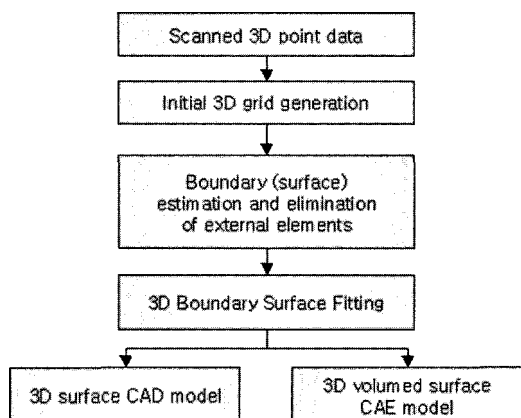 Scanned 3D point data
Initial 3D grid generation
Boundary (surface)
estimation and elimination
of external elements
3D Boundary Surface Fitting
3D surface CAD model
3D volumed surface
CAE model